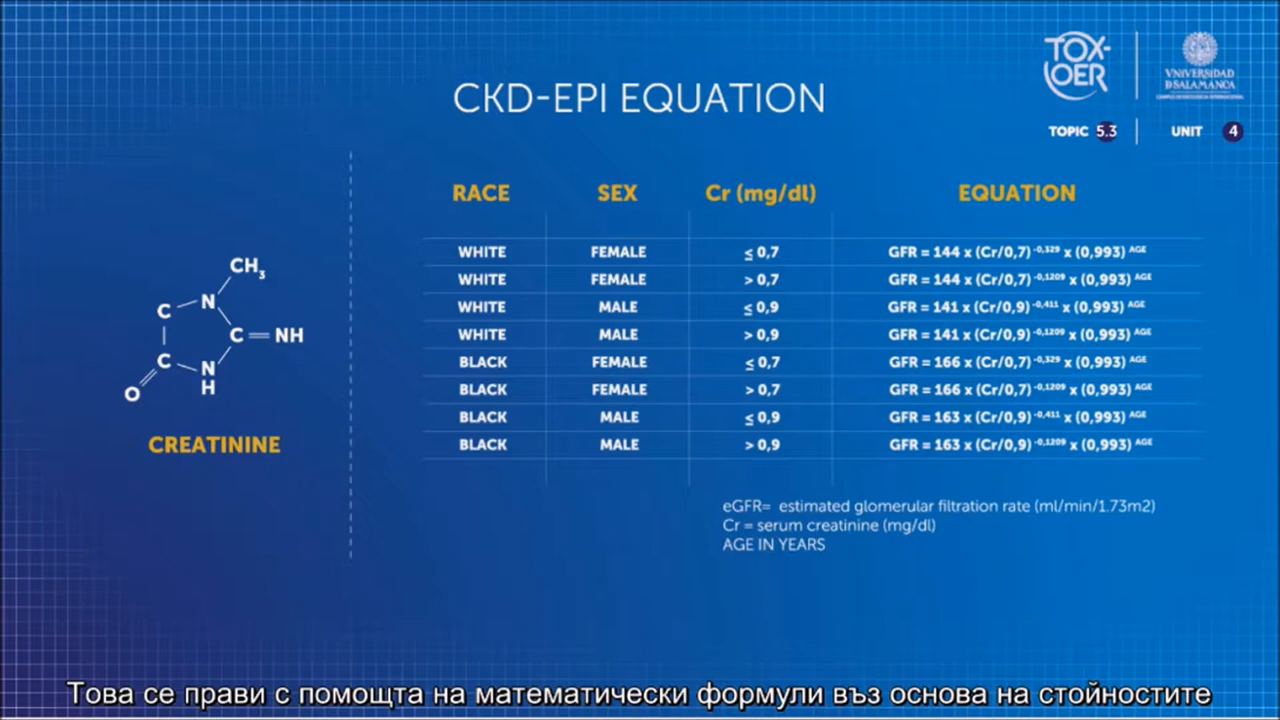 TOX-
OER
VNIVERSIDAD
D SALAMANCA
CKD-EPI EQUATION
TOPIC 5.3 UNIT 4
RACE SEX Cr (mg/dl) EQUATION
WHITE FEMALE ≤ 0,7 GFR = 144 x (Cr/0,7) -0,329 x (0,993) AGE
WHITE FEMALE > 0,7 GFR = 144 x (Cr/0,7) -0,1209 x (0,993) AGE
WHITE MALE ≤ 0,9 GFR = 141 x (Cr/0,9) -0,411 x (0,993) AGE
WHITE MALE > 0,9 GFR = 141 x (Cr/0,9) -0,1209 x (0,993) AGE
BLACK FEMALE ≤ 0,7 GFR = 166 x (Cr/0,7) -0,329 x (0,993) AGE
BLACK FEMALE > 0,7 GFR = 166 x (Cr/0,7) -0,1209 x (0,993) AGE
BLACK MALE ≤ 0,9 GFR = 163 x (Cr/0,9) -0,411 x (0,993) AGE
BLACK MALE > 0,9 GFR = 163 x (Cr/0,9) -0,1209 x (0,993) AGE
CH3
C N
C = NH
C N
H
O
CREATININE
eGFR= estimated glomerular filtration rate (ml/min/1.73m2)
Cr = serum creatinine (mg/dl)
AGE IN YEARS
Това се прави с помощта на математически формули въз основа на стойностите